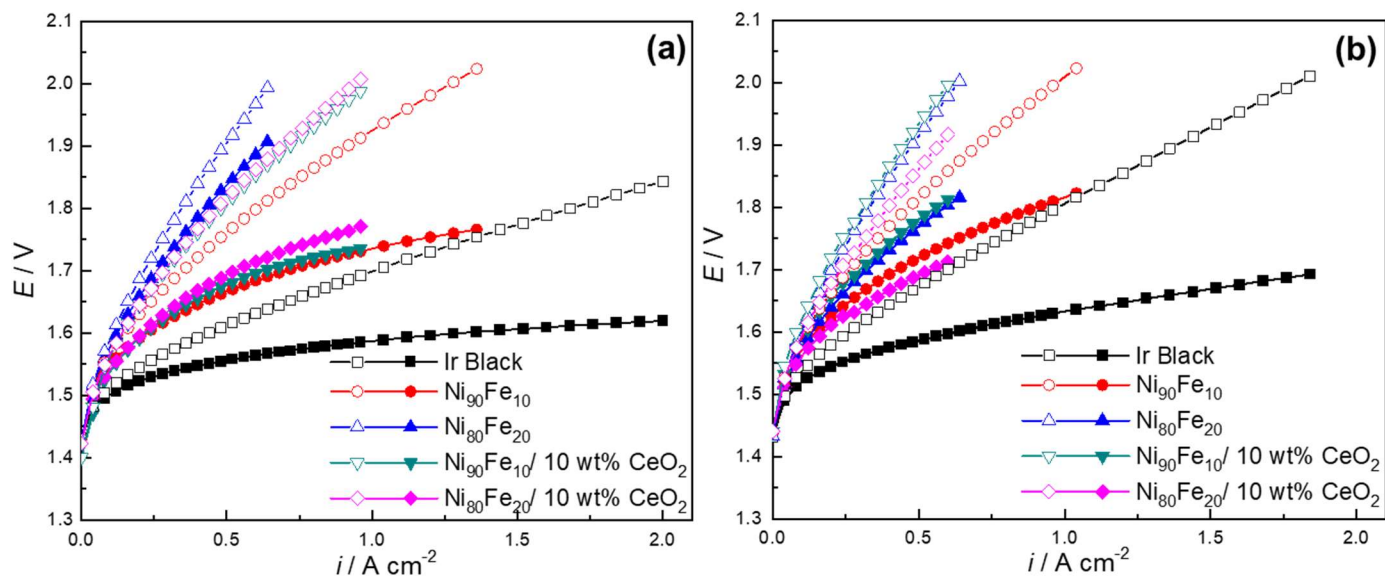 (a)
2.1
2.0
1.9
1.8
1.7
1.6
1.5
1.4
1.3
E / V
0.0
0.5
1.0
1.5
2.0
i / A cm-2
Ir Black
Ni90Fe10
Ni80Fe20
Ni90Fe10/ 10 wt% CeO2
Ni80Fe20/ 10 wt% CeO2
(b)
2.1
2.0
1.9
1.8
1.7
1.6
1.5
1.4
1.3
E / V
0.0
0.5
1.0
1.5
2.0
i / A cm-2
Ir Black
Ni90Fe10
Ni80Fe20
Ni90Fe10/ 10 wt% CeO2
Ni80Fe20/ 10 wt% CeO2